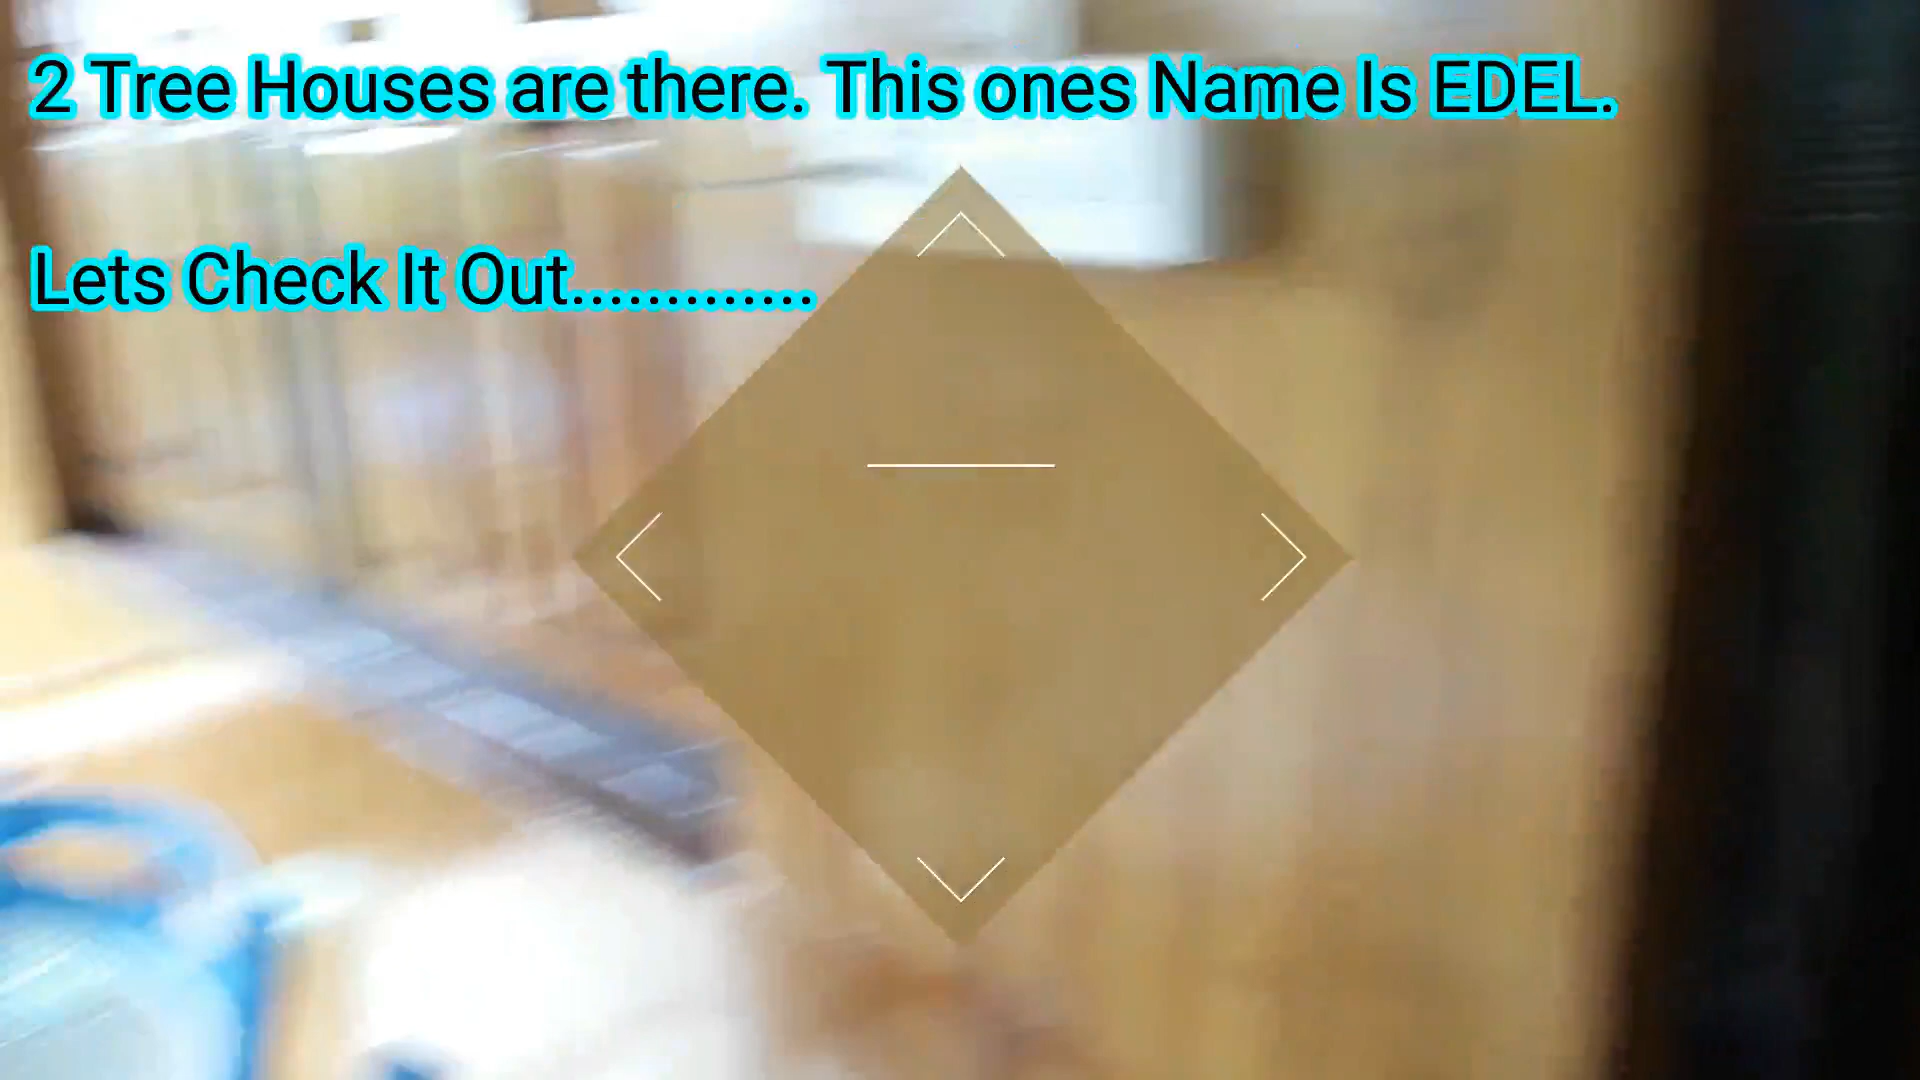 2 Tree Houses are there. This ones Name Is EDEL.
Lets Check It Out.............